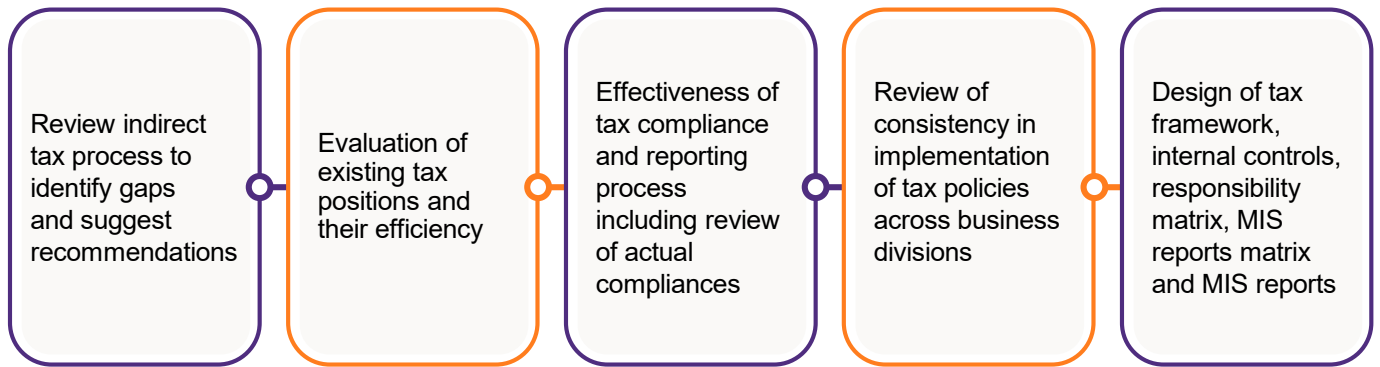 Review indirect
tax process to
identify gaps
and suggest
recommendations
Evaluation of
existing tax
positions and
their efficiency
Effectiveness of
tax compliance
and reporting
process
including review
of actual
compliances
Review of
consistency in
implementation
of tax policies
across business
divisions
Design of tax
framework,
internal controls,
responsibility
matrix, MIS
reports matrix
and MIS reports